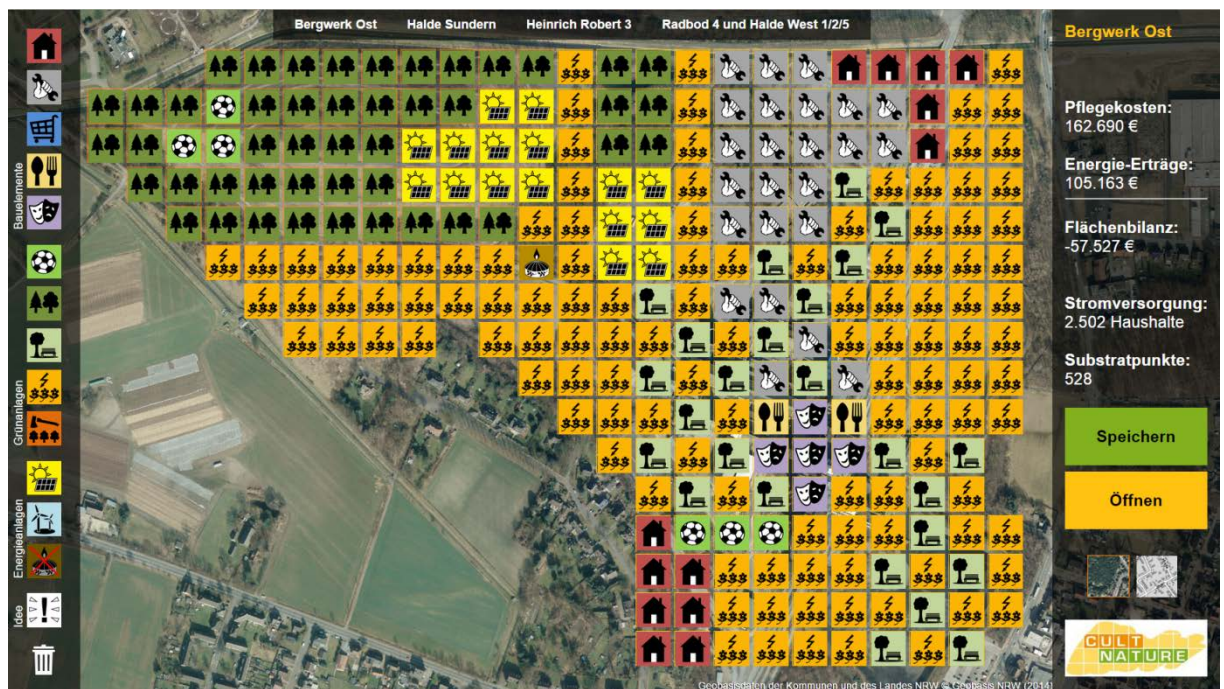 Bergwerk Ost Halde Sundern Heinrich Robert 3 Radbod 4 und Halde West 1/2/5
Bauelemente
Grünanlagen
Energieanlagen
Idee
Bergwerk Ost
Pflegekosten:
162.690 €
Energie-Erträge:
105.163 €
Flächenbilanz:
-57.527 €
Stromversorgung:
2.502 Haushalte
Substratpunkte:
528
Speichern
Öffnen
CULT
NATURE
Geobasisdaten der Kommunen und des Landes NRW © Geobasis NRW (2014)